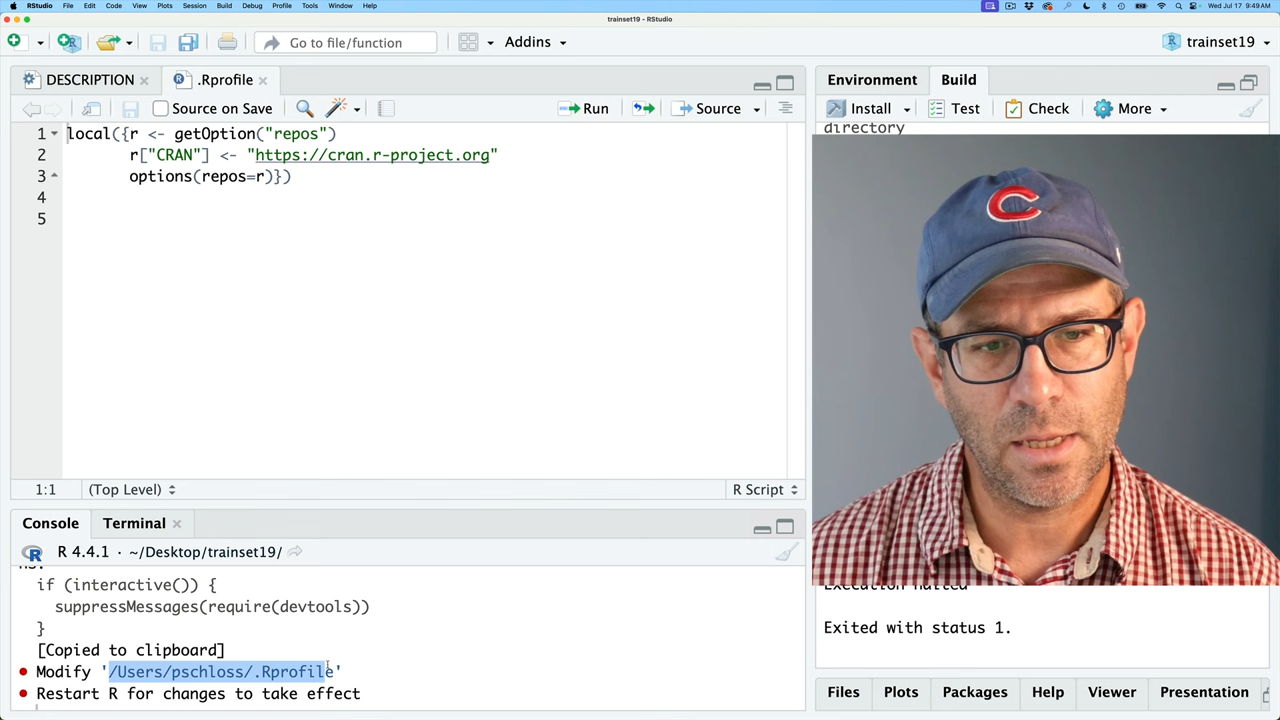 RStudio File Edit Code View Plots Session Build Debug Profile Tools Window Help Wed Jul 17 9:49 AM
trainset19 - RStudio
Go to file/function Addins trainset19
DESCRIPTION .Rprofile
Source on Save Run Source
1 local({r <- getOption("repos")
2 r["CRAN"] <- "https://cran.r-project.org"
3 options(repos=r)})
4
5
1:1 (Top Level) R Script
Console Terminal
R 4.4.1 · ~/Desktop/trainset19/
if (interactive()) {
suppressMessages(require(devtools))
}
[Copied to clipboard]
Modify '/Users/pschloss/.Rprofile'
Restart R for changes to take effect
Environment Build
Install Test Check More
directory
C
Execution halted
Exited with status 1.
Files Plots Packages Help Viewer Presentation